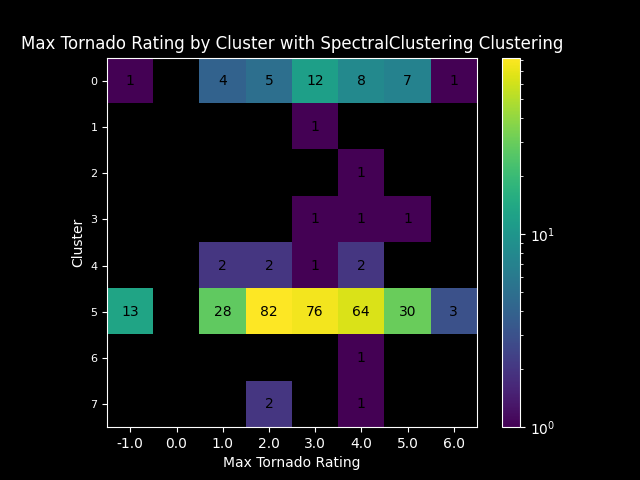 Max Tornado Rating by Cluster with SpectralClustering Clustering
0 1 4 5 12 8 7 1
1 1
2 1
3 1 1 1
4 2 2 1 2
5 13 28 82 76 64 30 3
6 1
7 2 1
-1.0 0.0 1.0 2.0 3.0 4.0 5.0 6.0
Max Tornado Rating
Cluster
10¹
10⁰